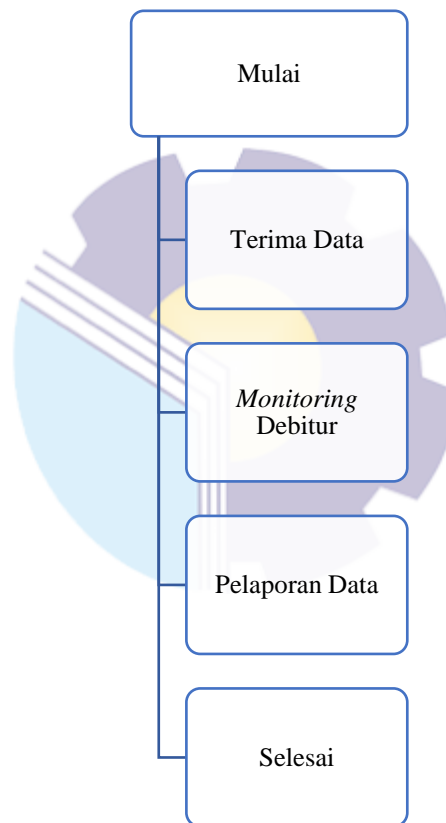 Mulai
Terima Data
Monitoring
Debitur
Pelaporan Data
Selesai